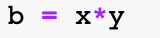 b = x*y